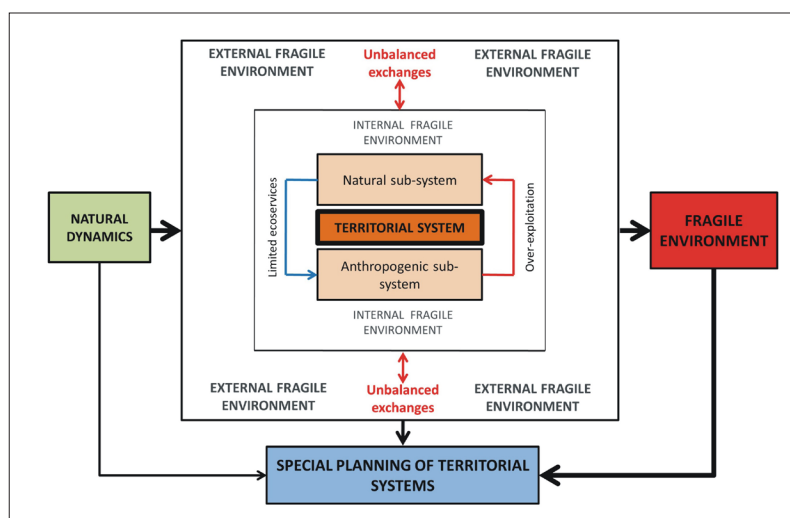 EXTERNAL FRAGILE
ENVIRONMENT
Unbalanced
exchanges
EXTERNAL FRAGILE
ENVIRONMENT
INTERNAL FRAGILE
ENVIRONMENT
Limited ecoservices
Natural sub-system
TERRITORIAL SYSTEM
Anthropogenic sub-
system
Over-exploitation
INTERNAL FRAGILE
ENVIRONMENT
NATURAL
DYNAMICS
FRAGILE
ENVIRONMENT
EXTERNAL FRAGILE
ENVIRONMENT
Unbalanced
exchanges
EXTERNAL FRAGILE
ENVIRONMENT
SPECIAL PLANNING OF TERRITORIAL
SYSTEMS